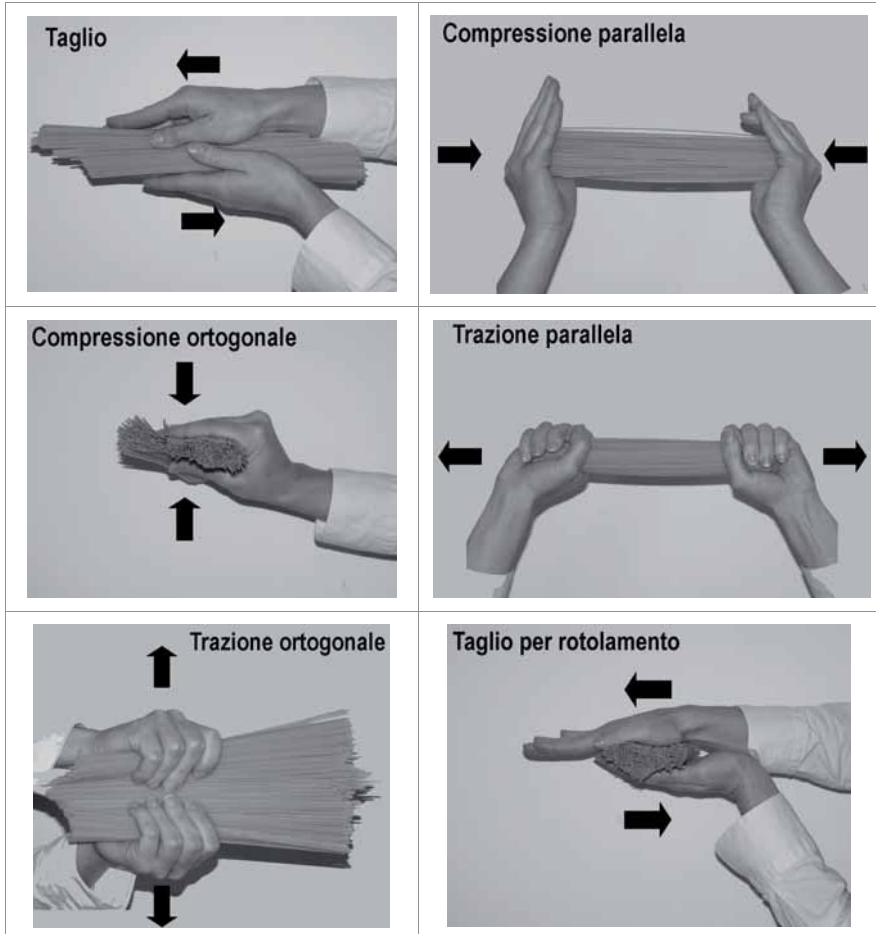 Taglio
Compressione parallela
Compressione ortogonale
Trazione parallela
Trazione ortogonale
Taglio per rotolamento